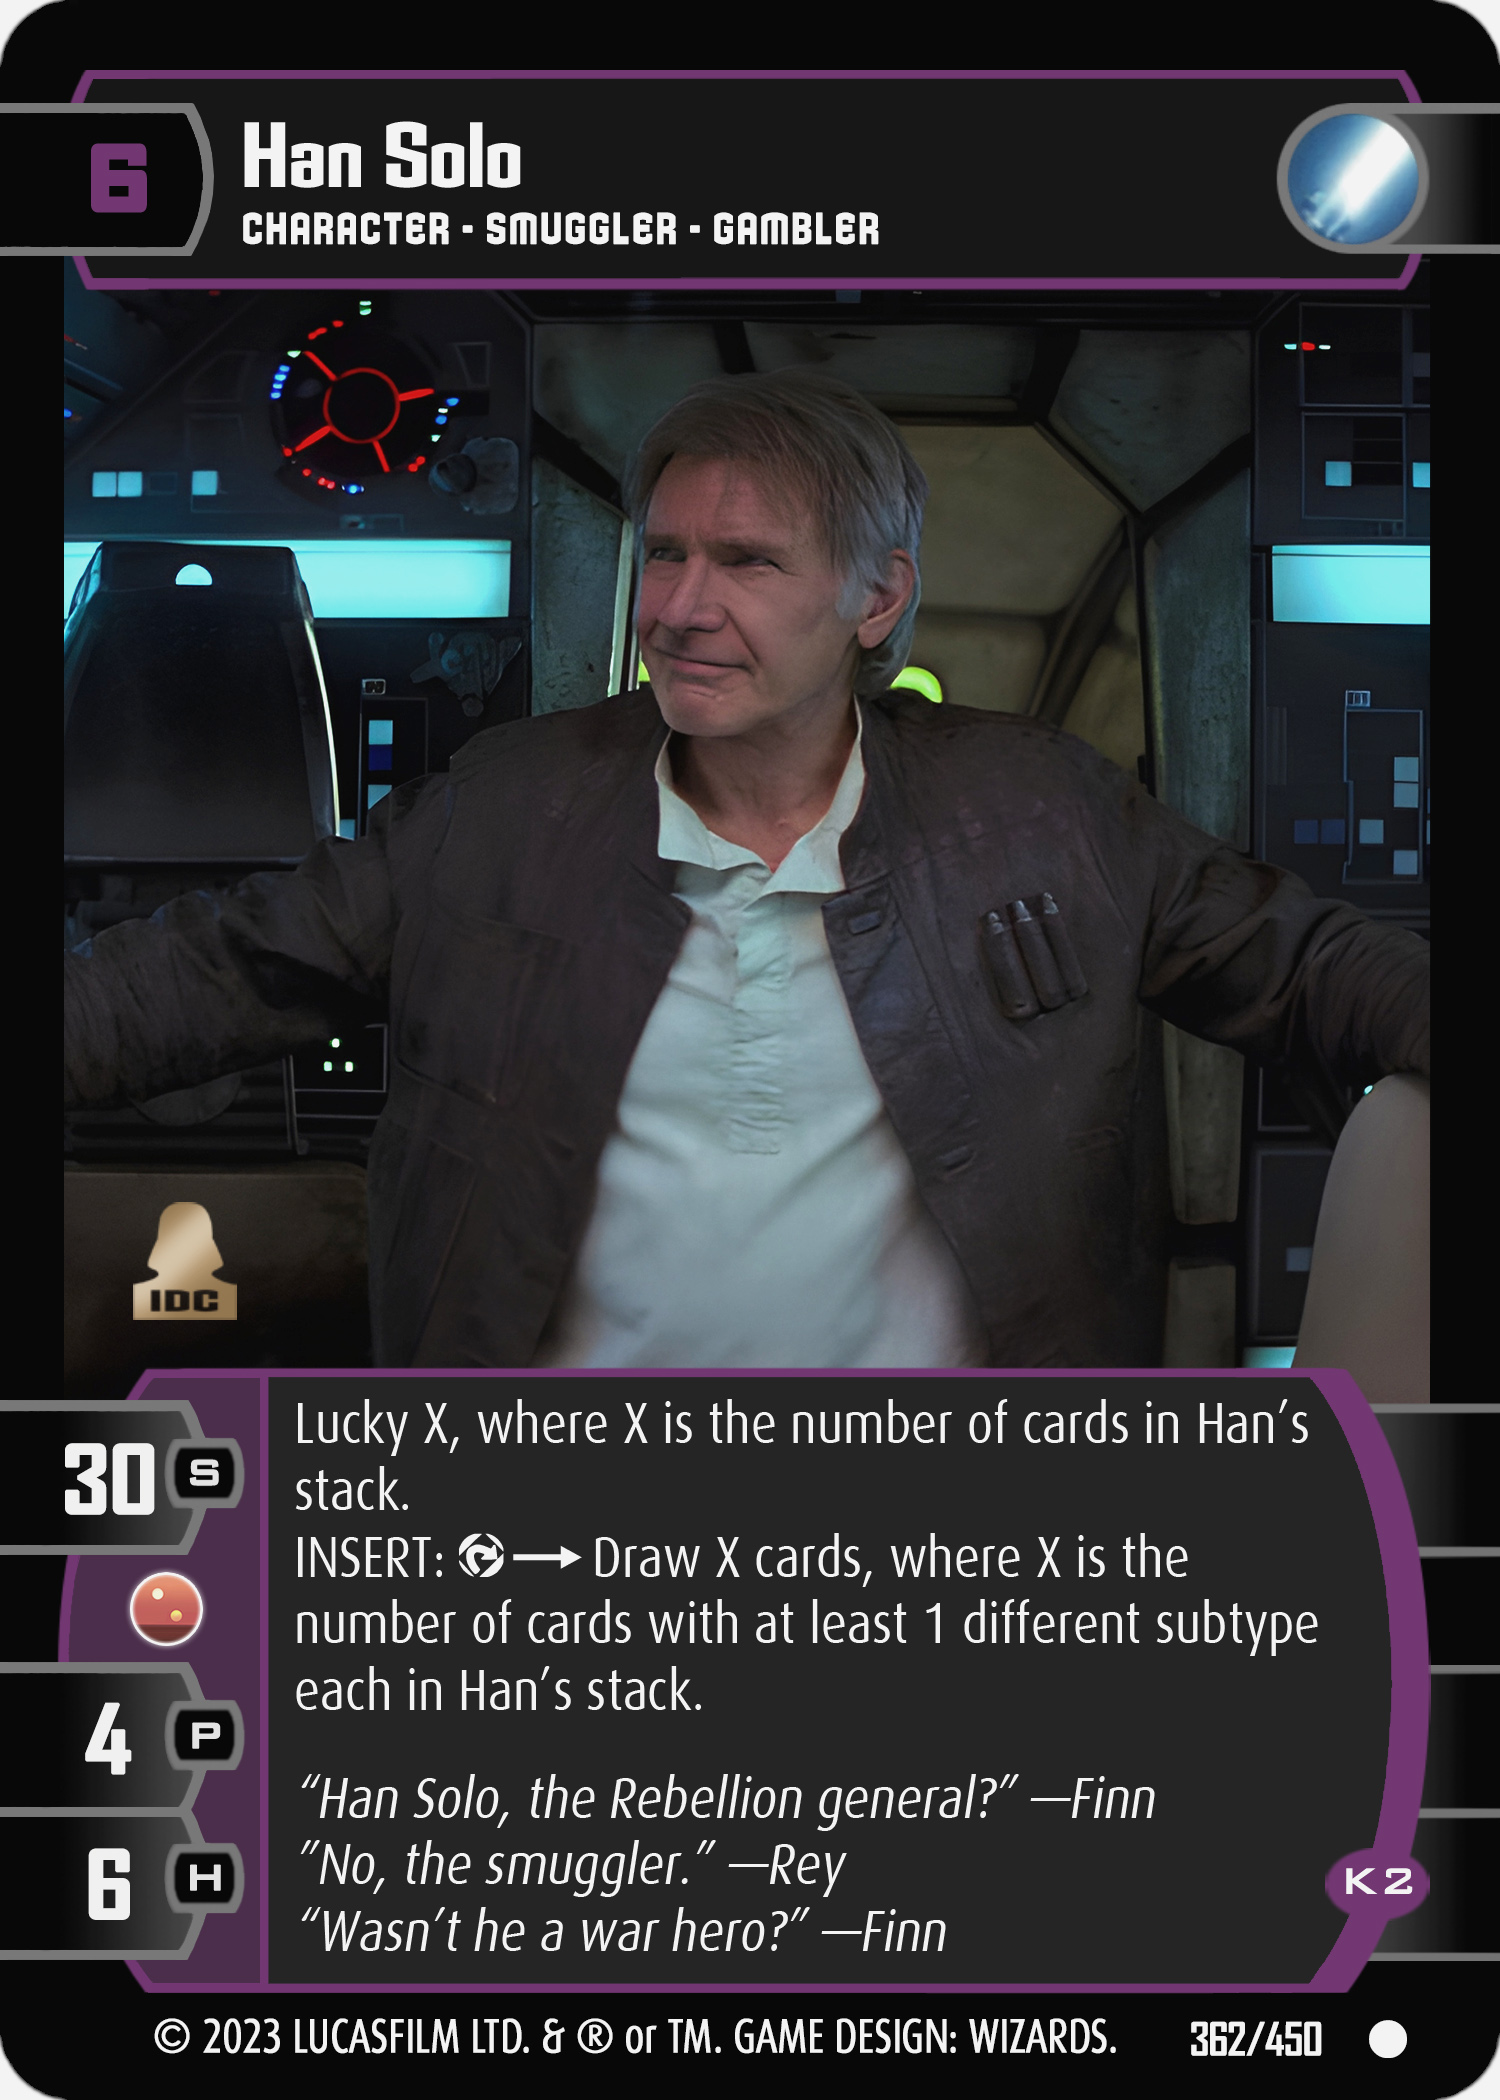 6
Han Solo
CHARACTER - SMUGGLER - GAMBLER
IDC
30 S
4 P
6 H
Lucky X, where X is the number of cards in Han’s
stack.
INSERT: Draw X cards, where X is the
number of cards with at least 1 different subtype
each in Han’s stack.
“Han Solo, the Rebellion general?” —Finn
”No, the smuggler.” —Rey
“Wasn’t he a war hero?” —Finn
K2
© 2023 LUCASFILM LTD. & ® or TM. GAME DESIGN: WIZARDS. 362/450